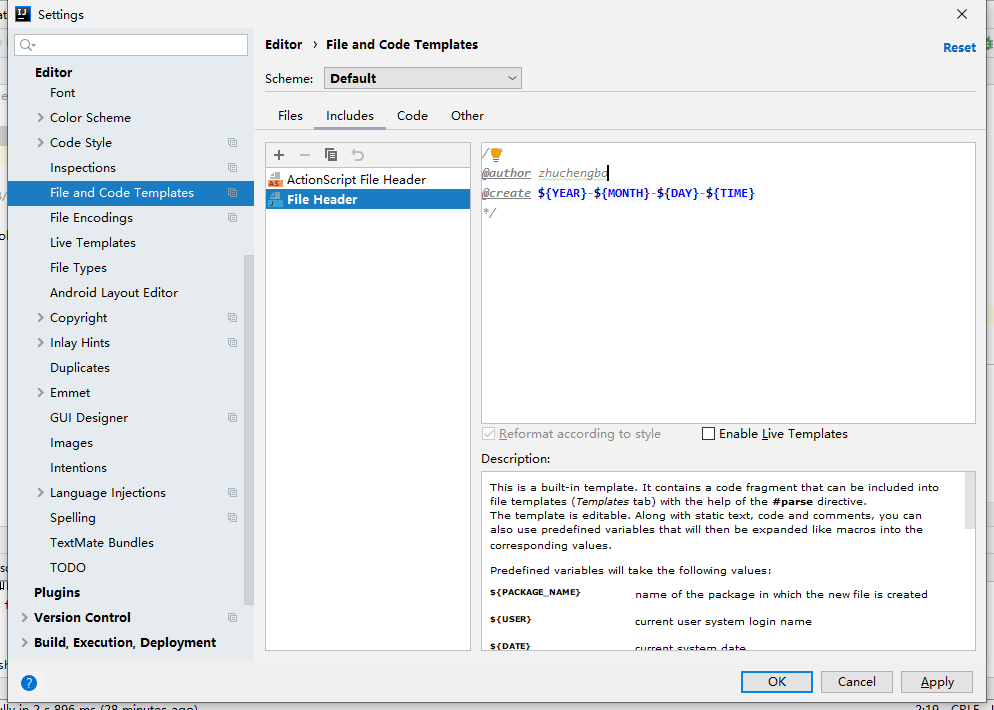 Settings
Editor › File and Code Templates
Reset
Scheme: Default
Files Includes Code Other
Editor
Font
Color Scheme
Code Style
Inspections
File and Code Templates
File Encodings
Live Templates
File Types
Android Layout Editor
Copyright
Inlay Hints
Duplicates
Emmet
GUI Designer
Images
Intentions
Language Injections
Spelling
TextMate Bundles
TODO
Plugins
Version Control
Build, Execution, Deployment
ActionScript File Header
File Header
/
@author zhuchengbo
@create ${YEAR}-${MONTH}-${DAY}-${TIME}
*/
Reformat according to style
Enable Live Templates
Description:
This is a built-in template. It contains a code fragment that can be included into
file templates (Templates tab) with the help of the #parse directive.
The template is editable. Along with static text, code and comments, you can
also use predefined variables that will then be expanded like macros into the
corresponding values.
Predefined variables will take the following values:
${PACKAGE_NAME} name of the package in which the new file is created
${USER} current user system login name
${DATE} current system date
?
OK Cancel Apply